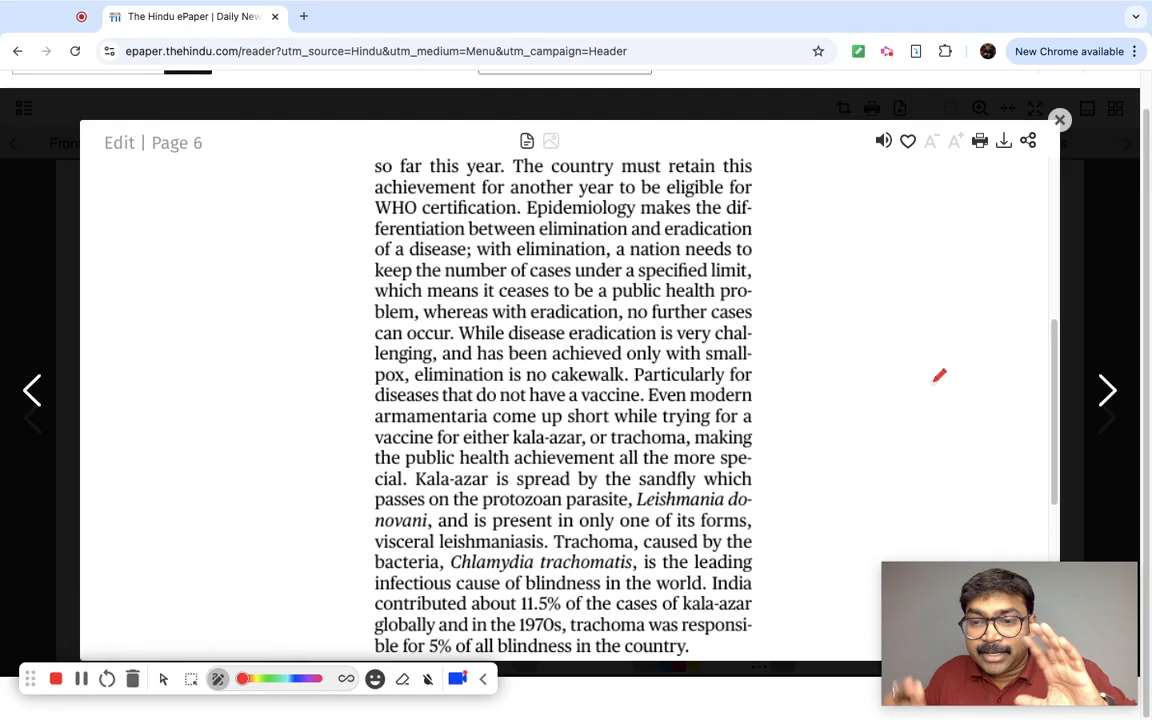 The Hindu ePaper | Daily New
epaper.thehindu.com/reader?utm_source=Hindu&utm_medium=Menu&utm_campaign=Header
New Chrome available
Edit | Page 6
A- A+
so far this year. The country must retain this
achievement for another year to be eligible for
WHO certification. Epidemiology makes the dif-
ferentiation between elimination and eradication
of a disease; with elimination, a nation needs to
keep the number of cases under a specified limit,
which means it ceases to be a public health pro-
blem, whereas with eradication, no further cases
can occur. While disease eradication is very chal-
lenging, and has been achieved only with small-
pox, elimination is no cakewalk. Particularly for
diseases that do not have a vaccine. Even modern
armamentaria come up short while trying for a
vaccine for either kala-azar, or trachoma, making
the public health achievement all the more spe-
cial. Kala-azar is spread by the sandfly which
passes on the protozoan parasite, Leishmania do-
novani, and is present in only one of its forms,
visceral leishmaniasis. Trachoma, caused by the
bacteria, Chlamydia trachomatis, is the leading
infectious cause of blindness in the world. India
contributed about 11.5% of the cases of kala-azar
globally and in the 1970s, trachoma was responsi-
ble for 5% of all blindness in the country.